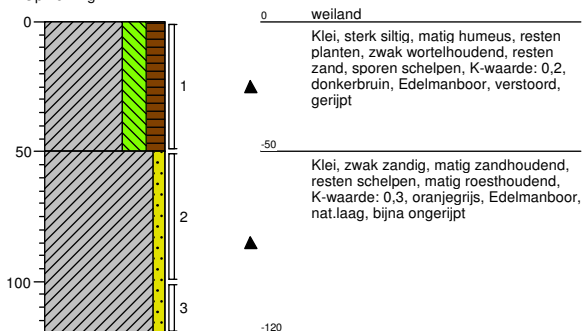 0
50
100
1
2
3
0 weiland
Klei, sterk siltig, matig humeus, resten
planten, zwak wortelhoudend, resten
zand, sporen schelpen, K-waarde: 0,2,
donkerbruin, Edelmanboor, verstoord,
gerijpt
-50
Klei, zwak zandig, matig zandhoudend,
resten schelpen, matig roesthoudend,
K-waarde: 0,3, oranjegrijs, Edelmanboor,
nat.laag, bijna ongerijpt
-120